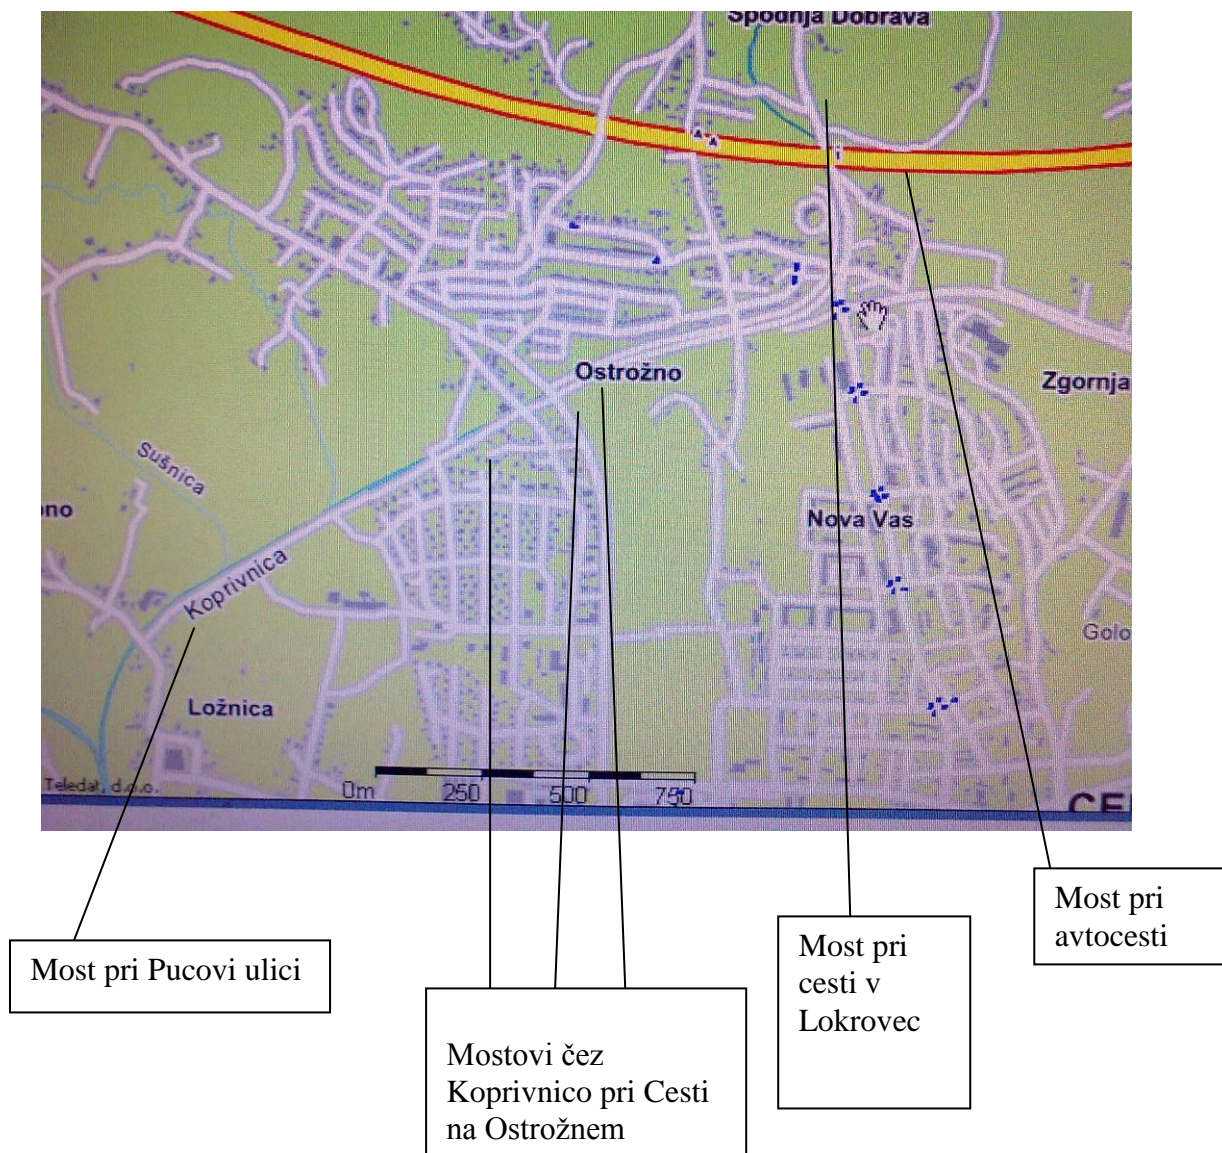 Spodnja Dobrava
Ostrožno
Zgornja
Sušnica
Nova Vas
Koprivnica
Golo
Ložnica
Teledat, d.o.o.
0m 250 500 750
CE
Most pri
avtocesti
Most pri
cesti v
Lokrovec
Most pri Pucovi ulici
Mostovi čez
Koprivnico pri Cesti
na Ostrožnem